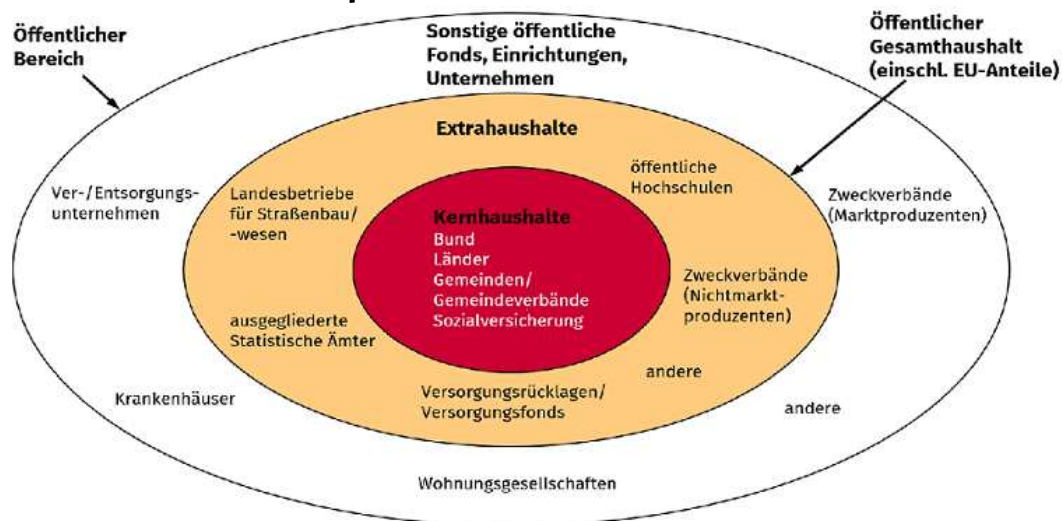 Öffentlicher
Bereich
Sonstige öffentliche
Fonds, Einrichtungen,
Unternehmen
Öffentlicher
Gesamthaushalt
(einschl. EU-Anteile)
Extrahaushalte
Ver-/Entsorgungs-
unternehmen
Landesbetriebe
für Straßenbau/
-wesen
öffentliche
Hochschulen
Zweckverbände
(Marktproduzenten)
Kernhaushalte
Bund
Länder
Gemeinden/
Gemeindeverbände
Sozialversicherung
Zweckverbände
(Nichtmarkt-
produzenten)
ausgegliederte
Statistische Ämter
andere
Krankenhäuser
Versorgungsrücklagen/
Versorgungsfonds
andere
Wohnungsgesellschaften